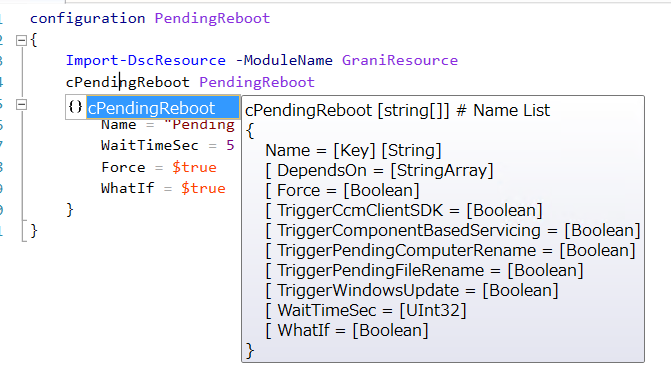 1 configuration PendingReboot
2 {
3 Import-DscResource -ModuleName GraniResource
4 cPendingReboot PendingReboot
5
{} cPendingReboot
6 Name = "Pending
7 WaitTimeSec = 5
8 Force = $true
9 WhatIf = $true
0 }
1 }
cPendingReboot [string[]] # Name List
{
Name = [Key] [String]
[ DependsOn = [StringArray]
[ Force = [Boolean]
[ TriggerCcmClientSDK = [Boolean]
[ TriggerComponentBasedServicing = [Boolean]
[ TriggerPendingComputerRename = [Boolean]
[ TriggerPendingFileRename = [Boolean]
[ TriggerWindowsUpdate = [Boolean]
[ WaitTimeSec = [UInt32]
[ WhatIf = [Boolean]
}